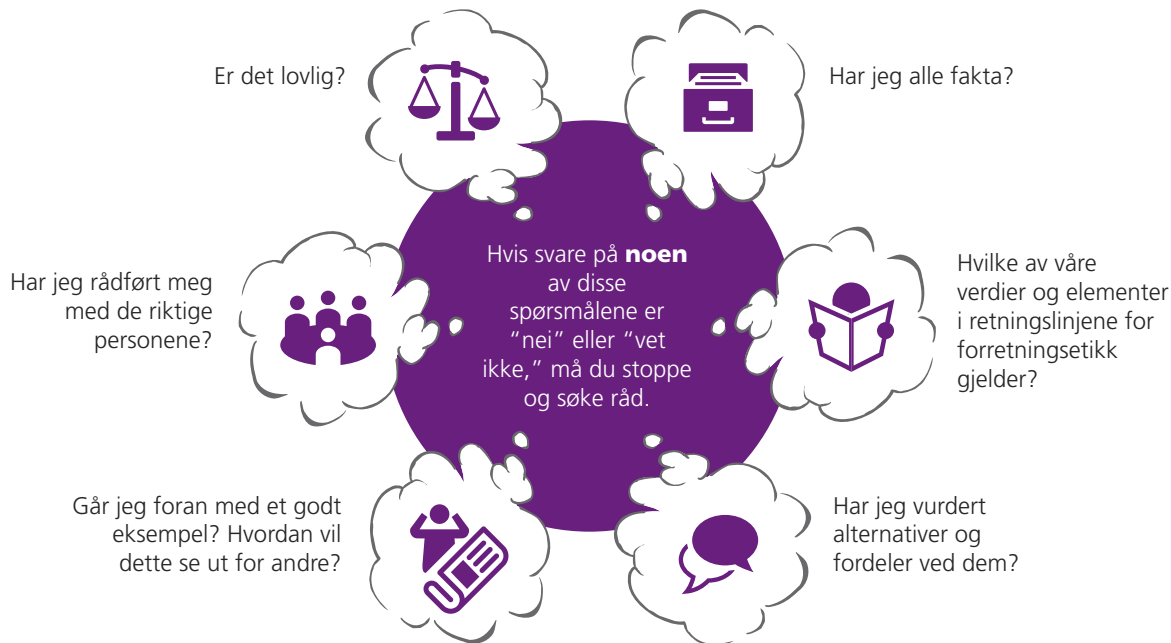 Er det lovlig?
Har jeg alle fakta?
Har jeg rådført meg
med de riktige
personene?
Hvis svare på noen
av disse
spørsmålene er
“nei” eller “vet
ikke,” må du stoppe
og søke råd.
Hvilke av våre
verdier og elementer
i retningslinjene for
forretningsetikk
gjelder?
Går jeg foran med et godt
eksempel? Hvordan vil
dette se ut for andre?
Har jeg vurdert
alternativer og
fordeler ved dem?